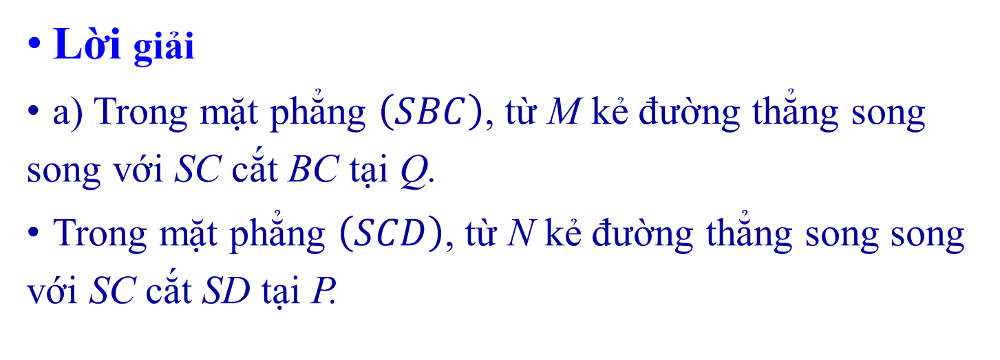 • Lời giải
• a) Trong mặt phẳng (SBC), từ M kẻ đường thẳng song
song với SC cắt BC tại Q.
• Trong mặt phẳng (SCD), từ N kẻ đường thẳng song song
với SC cắt SD tại P.